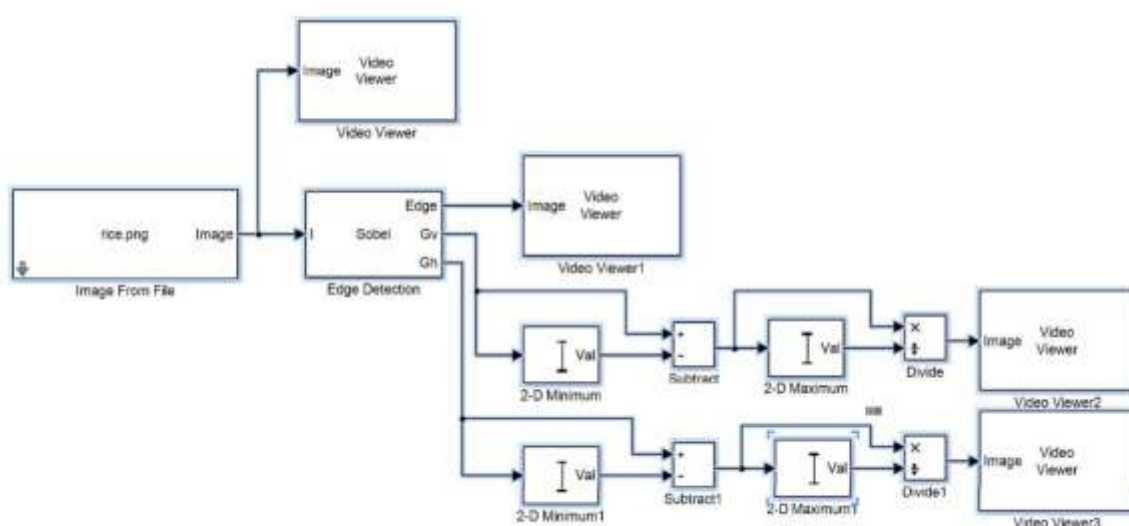 Image
Video
Viewer
Video Viewer
rice.png
Image
Image From File
I
Sobel
Edge
Gv
Gh
Edge Detection
Image
Video
Viewer
Video Viewer1
Val
2-D Minimum
+
-
Subtract
Val
2-D Maximum
×
÷
Divide
Image
Video
Viewer
Video Viewer2
Val
2-D Minimum1
+
-
Subtract1
Val
2-D Maximum1
×
÷
Divide1
Image
Video
Viewer
Video Viewer3